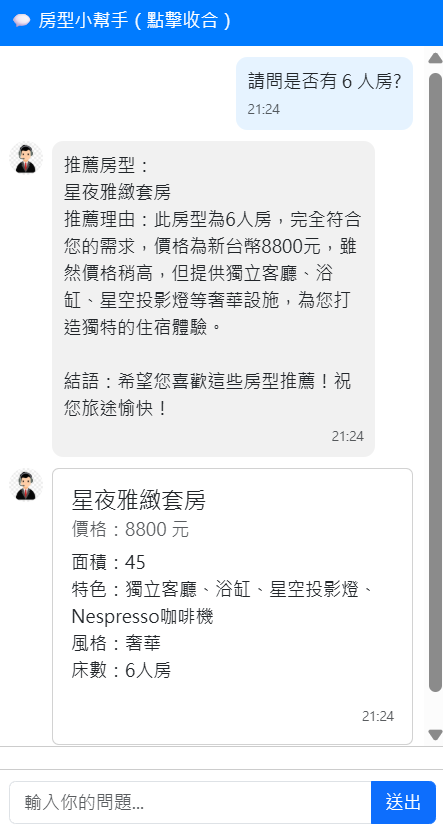 房型小幫手 ( 點擊收合 )
請問是否有 6 人房?
21:24
推薦房型：
星夜雅緻套房
推薦理由：此房型為6人房，完全符合
您的需求，價格為新台幣8800元，雖
然價格稍高，但提供獨立客廳、浴
缸、星空投影燈等奢華設施，為您打
造獨特的住宿體驗。
結語：希望您喜歡這些房型推薦！祝
您旅途愉快！
21:24
星夜雅緻套房
價格：8800 元
面積：45
特色：獨立客廳、浴缸、星空投影燈、
Nespresso咖啡機
風格：奢華
床數：6人房
21:24
輸入你的問題...
送出